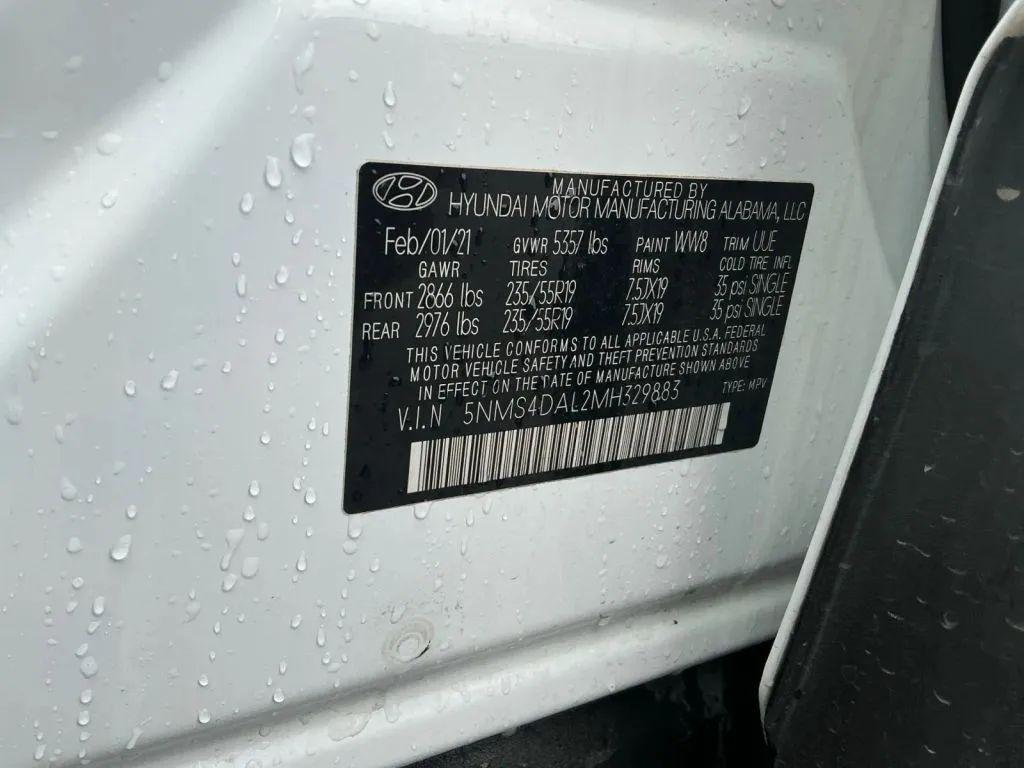 MANUFACTURED BY
HYUNDAI MOTOR MANUFACTURING ALABAMA, LLC
Feb/01/21 GVWR 5357 lbs PAINT WW8 TRIM UUE
GAWR TIRES RIMS COLD TIRE INFL
FRONT 2866 lbs 235/55R19 7.5JX19 35 psi SINGLE
REAR 2976 lbs 235/55R19 7.5JX19 35 psi SINGLE
THIS VEHICLE CONFORMS TO ALL APPLICABLE U.S.A. FEDERAL
MOTOR VEHICLE SAFETY AND THEFT PREVENTION STANDARDS
IN EFFECT ON THE DATE OF MANUFACTURE SHOWN ABOVE
V.I.N 5NMS4DAL2MH329883 TYPE: MPV